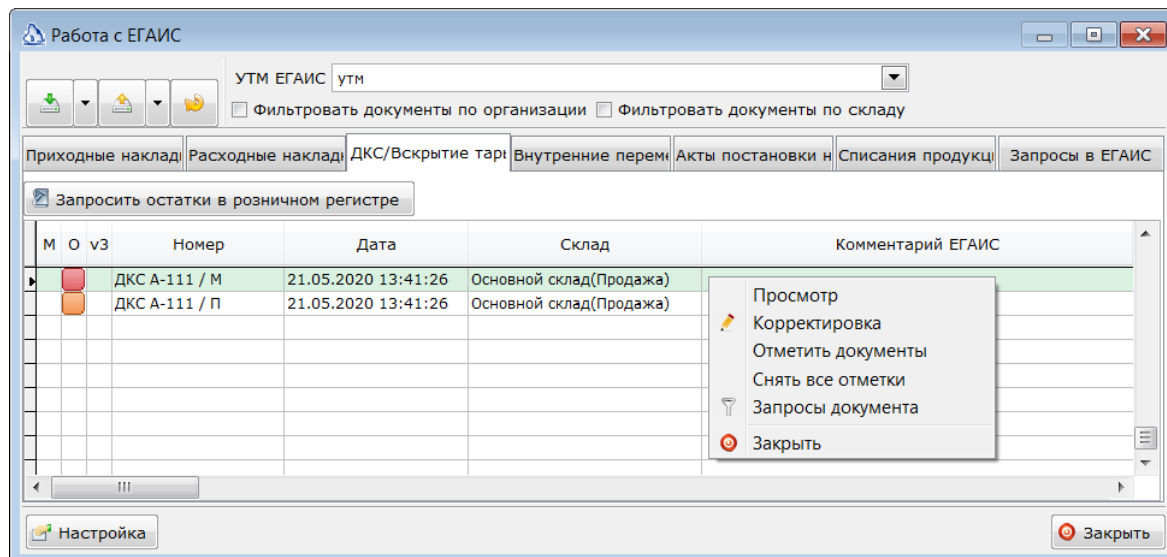 Работа с ЕГАИС
УТМ ЕГАИС утм
Фильтровать документы по организации Фильтровать документы по складу
Приходные наклад Расходные наклад ДКС/Вскрытие тары Внутренние переме Акты постановки н Списания продукц Запросы в ЕГАИС
Запросить остатки в розничном регистре
М О v3 Номер Дата Склад Комментарий ЕГАИС
ДКС А-111 / М 21.05.2020 13:41:26 Основной склад(Продажа)
ДКС А-111 / П 21.05.2020 13:41:26 Основной склад(Продажа)
Просмотр
Корректировка
Отметить документы
Снять все отметки
Запросы документа
Закрыть
Настройка Закрыть